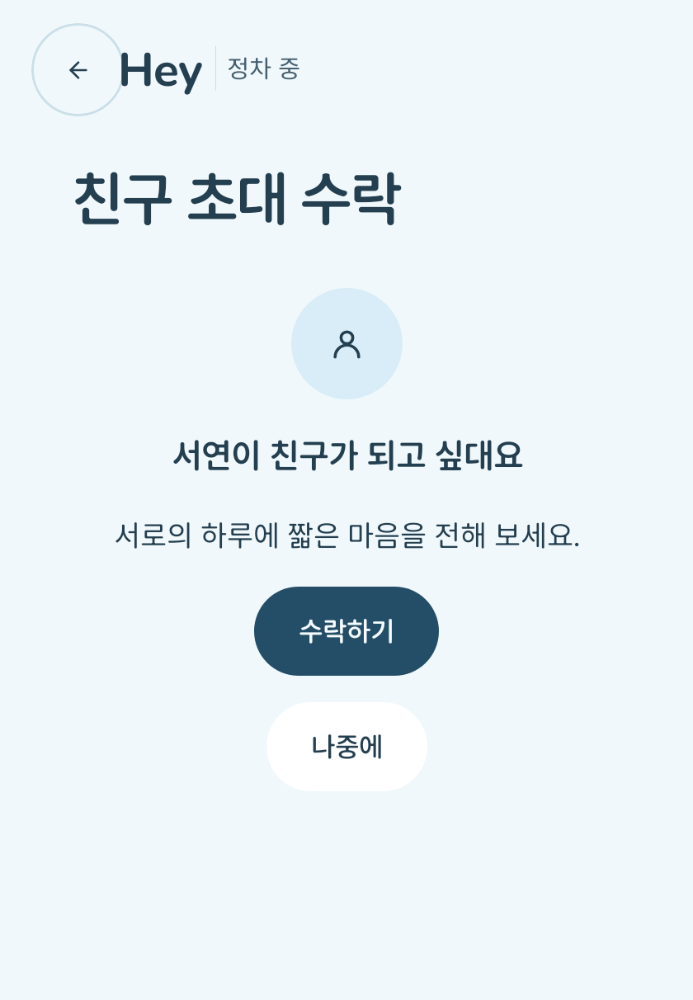 Hey 정차 중
친구 초대 수락
서연이 친구가 되고 싶대요
서로의 하루에 짧은 마음을 전해 보세요.
수락하기
나중에